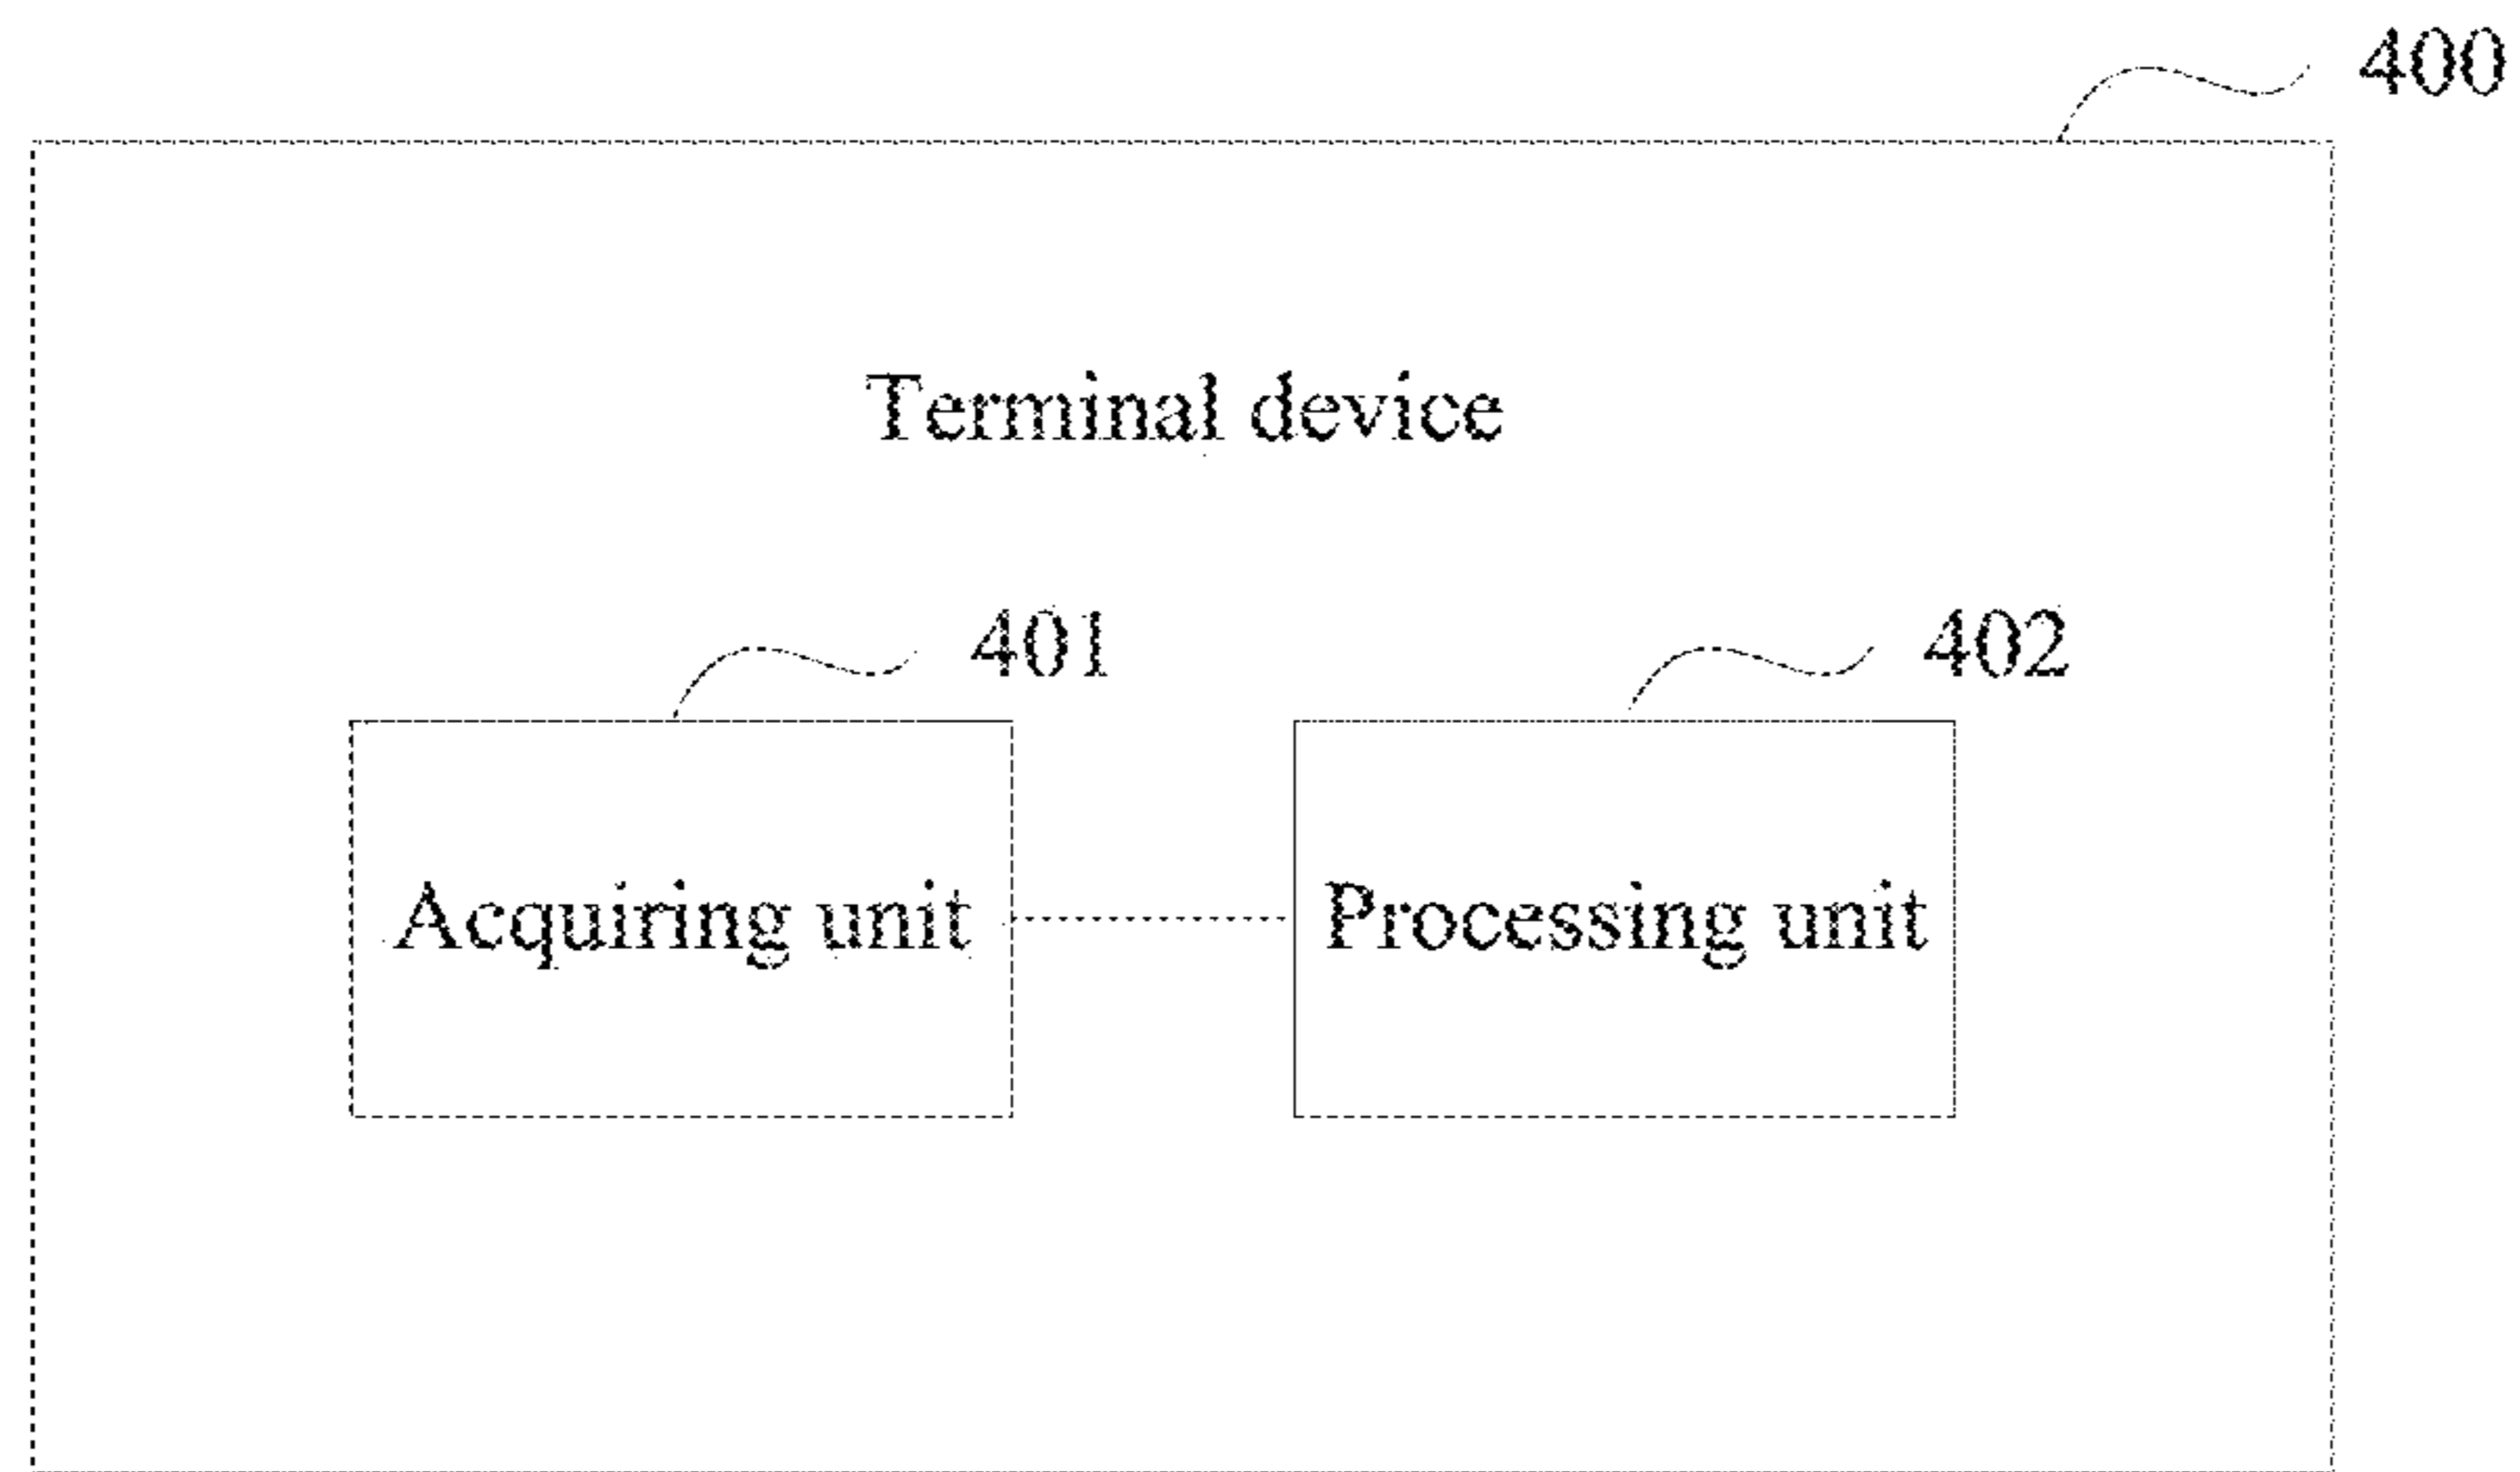 400
Terminal device
401
402
Acquiring unit
Processing unit